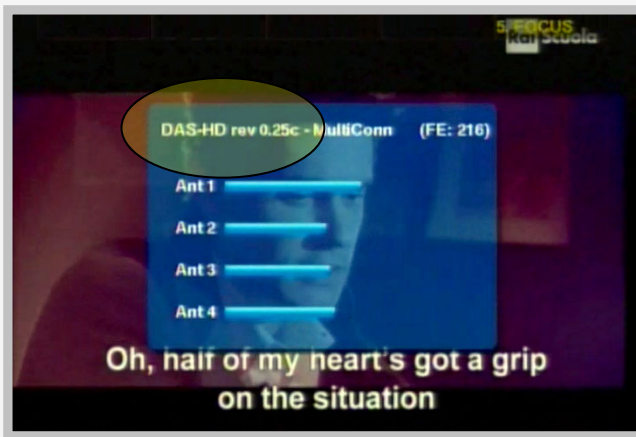 5. FOCUS
Rai Scuola
DAS-HD rev 0.25c - MultiConn (FE: 216)
Ant 1
Ant 2
Ant 3
Ant 4
Oh, half of my heart's got a grip
on the situation